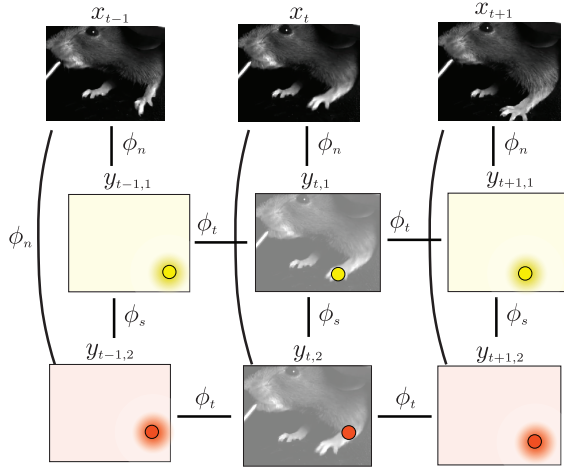 x_{t-1} x_t x_{t+1}
ϕ_n ϕ_n ϕ_n
y_{t-1,1} y_{t,1} y_{t+1,1}
ϕ_n ϕ_t ϕ_t
ϕ_s ϕ_s ϕ_s
y_{t-1,2} y_{t,2} y_{t+1,2}
ϕ_t ϕ_t